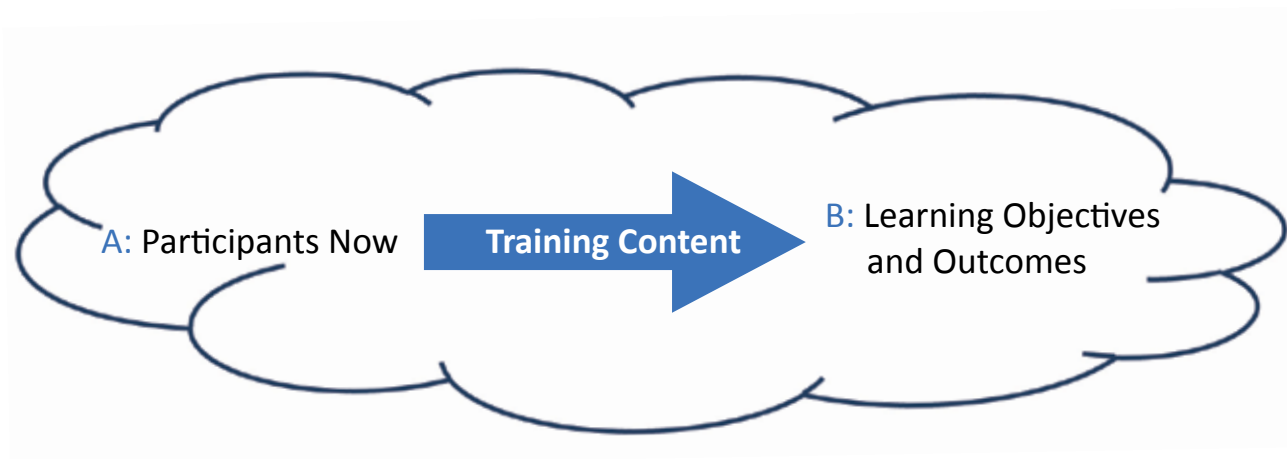 A: Participants Now
Training Content
B: Learning Objectives
and Outcomes